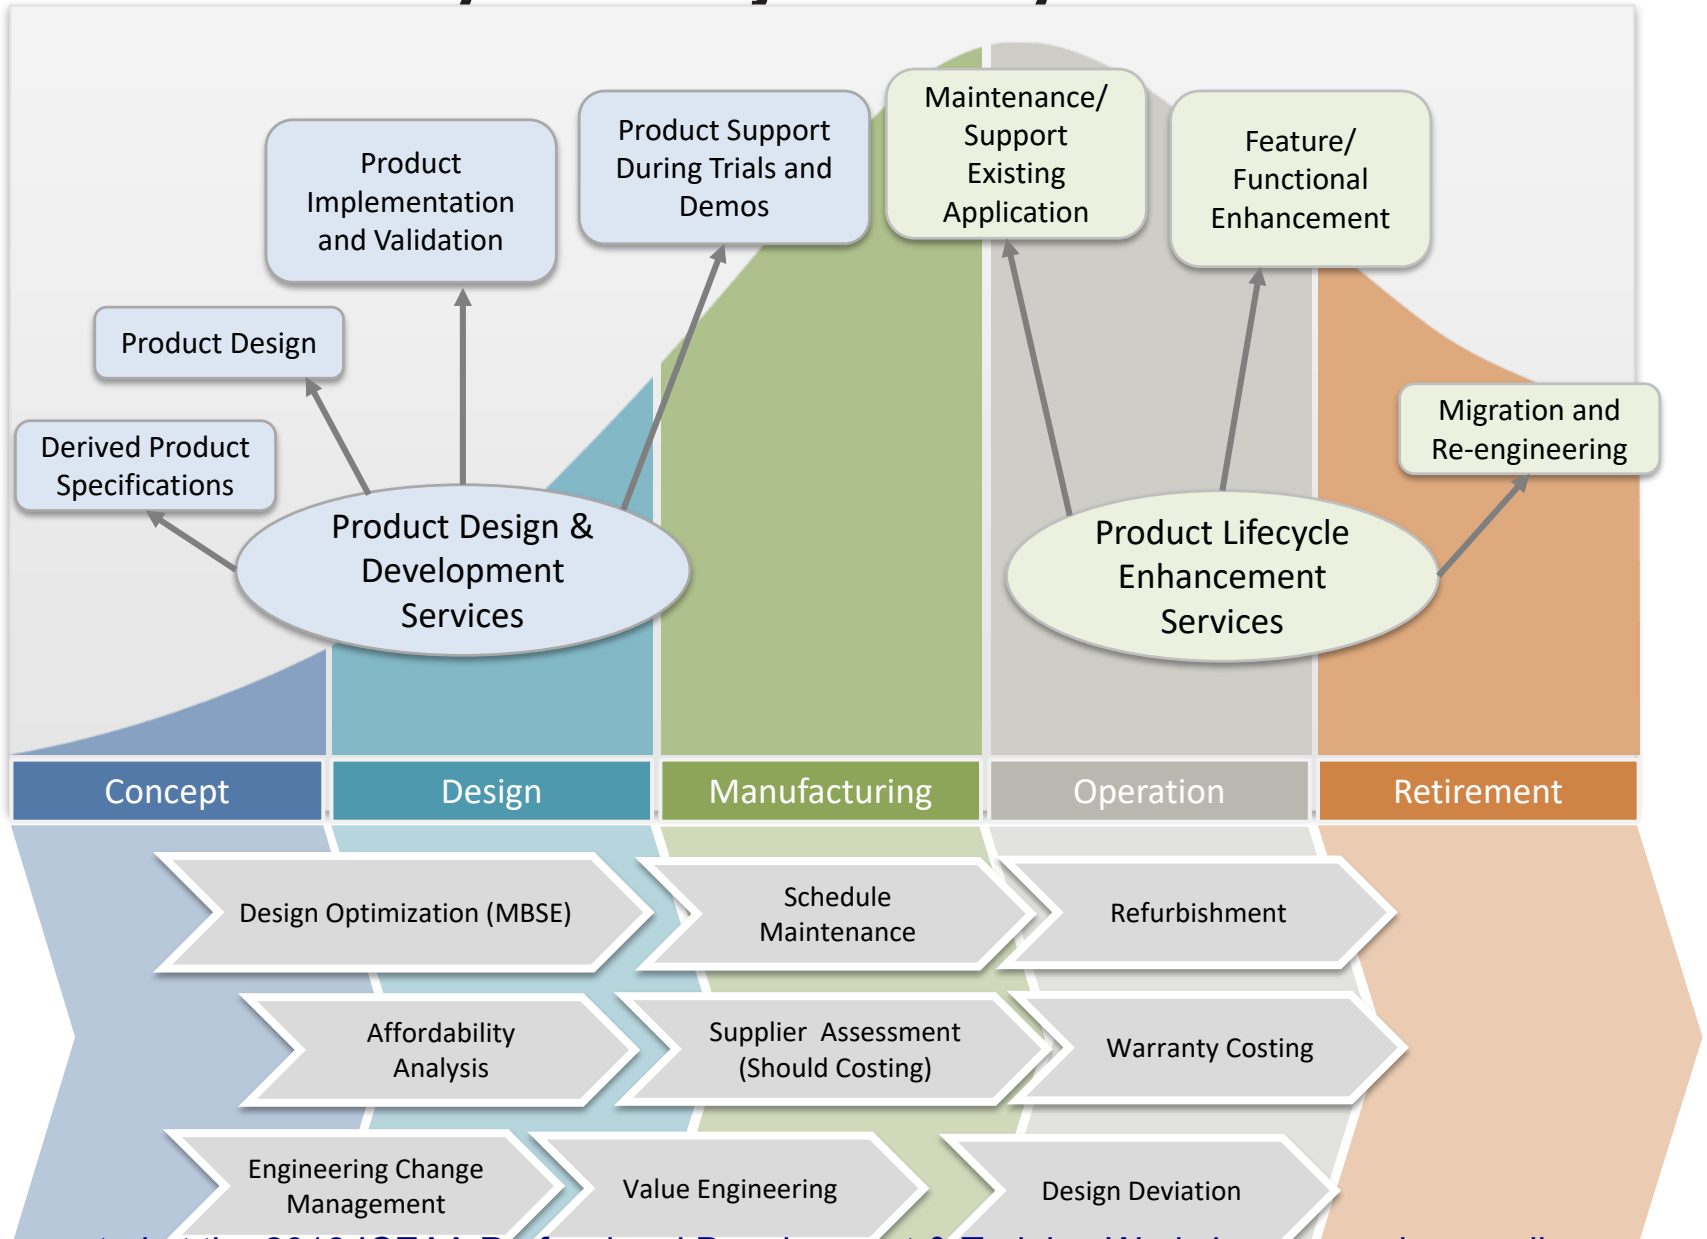 Maintenance/
Support
Existing
Application
Product Support
During Trials and
Demos
Feature/
Functional
Enhancement
Product
Implementation
and Validation
Product Design
Derived Product
Specifications
Migration and
Re-engineering
Product Design &
Development
Services
Product Lifecycle
Enhancement
Services
Concept
Design
Manufacturing
Operation
Retirement
Design Optimization (MBSE)
Schedule
Maintenance
Refurbishment
Affordability
Analysis
Supplier Assessment
(Should Costing)
Warranty Costing
Engineering Change
Management
Value Engineering
Design Deviation